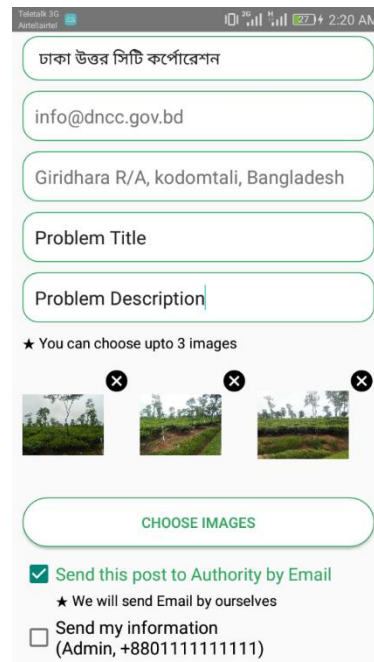 Teletalk 3G
Airtel|airtel
2G
H
27
2:20 AM
ঢাকা উত্তর সিটি কর্পোরেশন
info@dncc.gov.bd
Giridhara R/A, kodomtali, Bangladesh
Problem Title
Problem Description
★ You can choose upto 3 images
CHOOSE IMAGES
Send this post to Authority by Email
★ We will send Email by ourselves
Send my information
(Admin, +8801111111111)